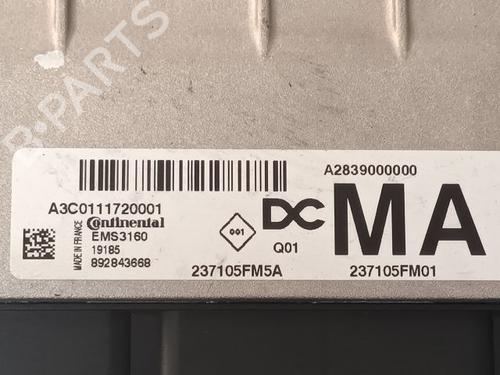 B-PARTS
A2839000000
A3C0111720001
Continental
EMS3160
19185
892843668
MADE IN FRANCE
001
DC
Q01
MA
237105FM5A
237105FM01